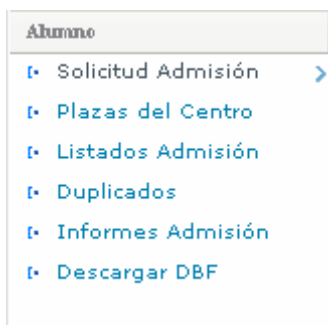 Alumno
Solicitud Admisión
Plazas del Centro
Listados Admisión
Duplicados
Informes Admisión
Descargar DBF